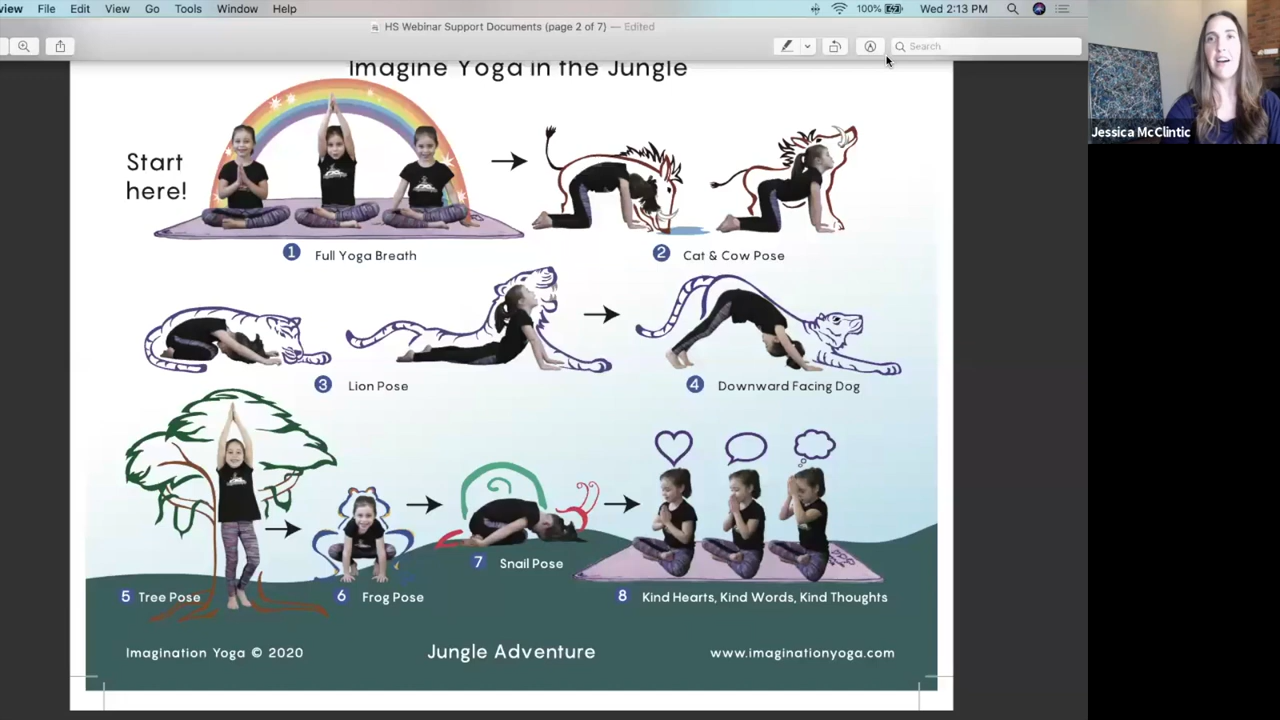 view File Edit View Go Tools Window Help
100% Wed 2:13 PM
HS Webinar Support Documents (page 2 of 7) — Edited
Search
Jessica McClintic
Imagine Yoga in the Jungle
Start
here!
1 Full Yoga Breath
2 Cat & Cow Pose
3 Lion Pose
4 Downward Facing Dog
5 Tree Pose
6 Frog Pose
7 Snail Pose
8 Kind Hearts, Kind Words, Kind Thoughts
Imagination Yoga © 2020
Jungle Adventure
www.imaginationyoga.com